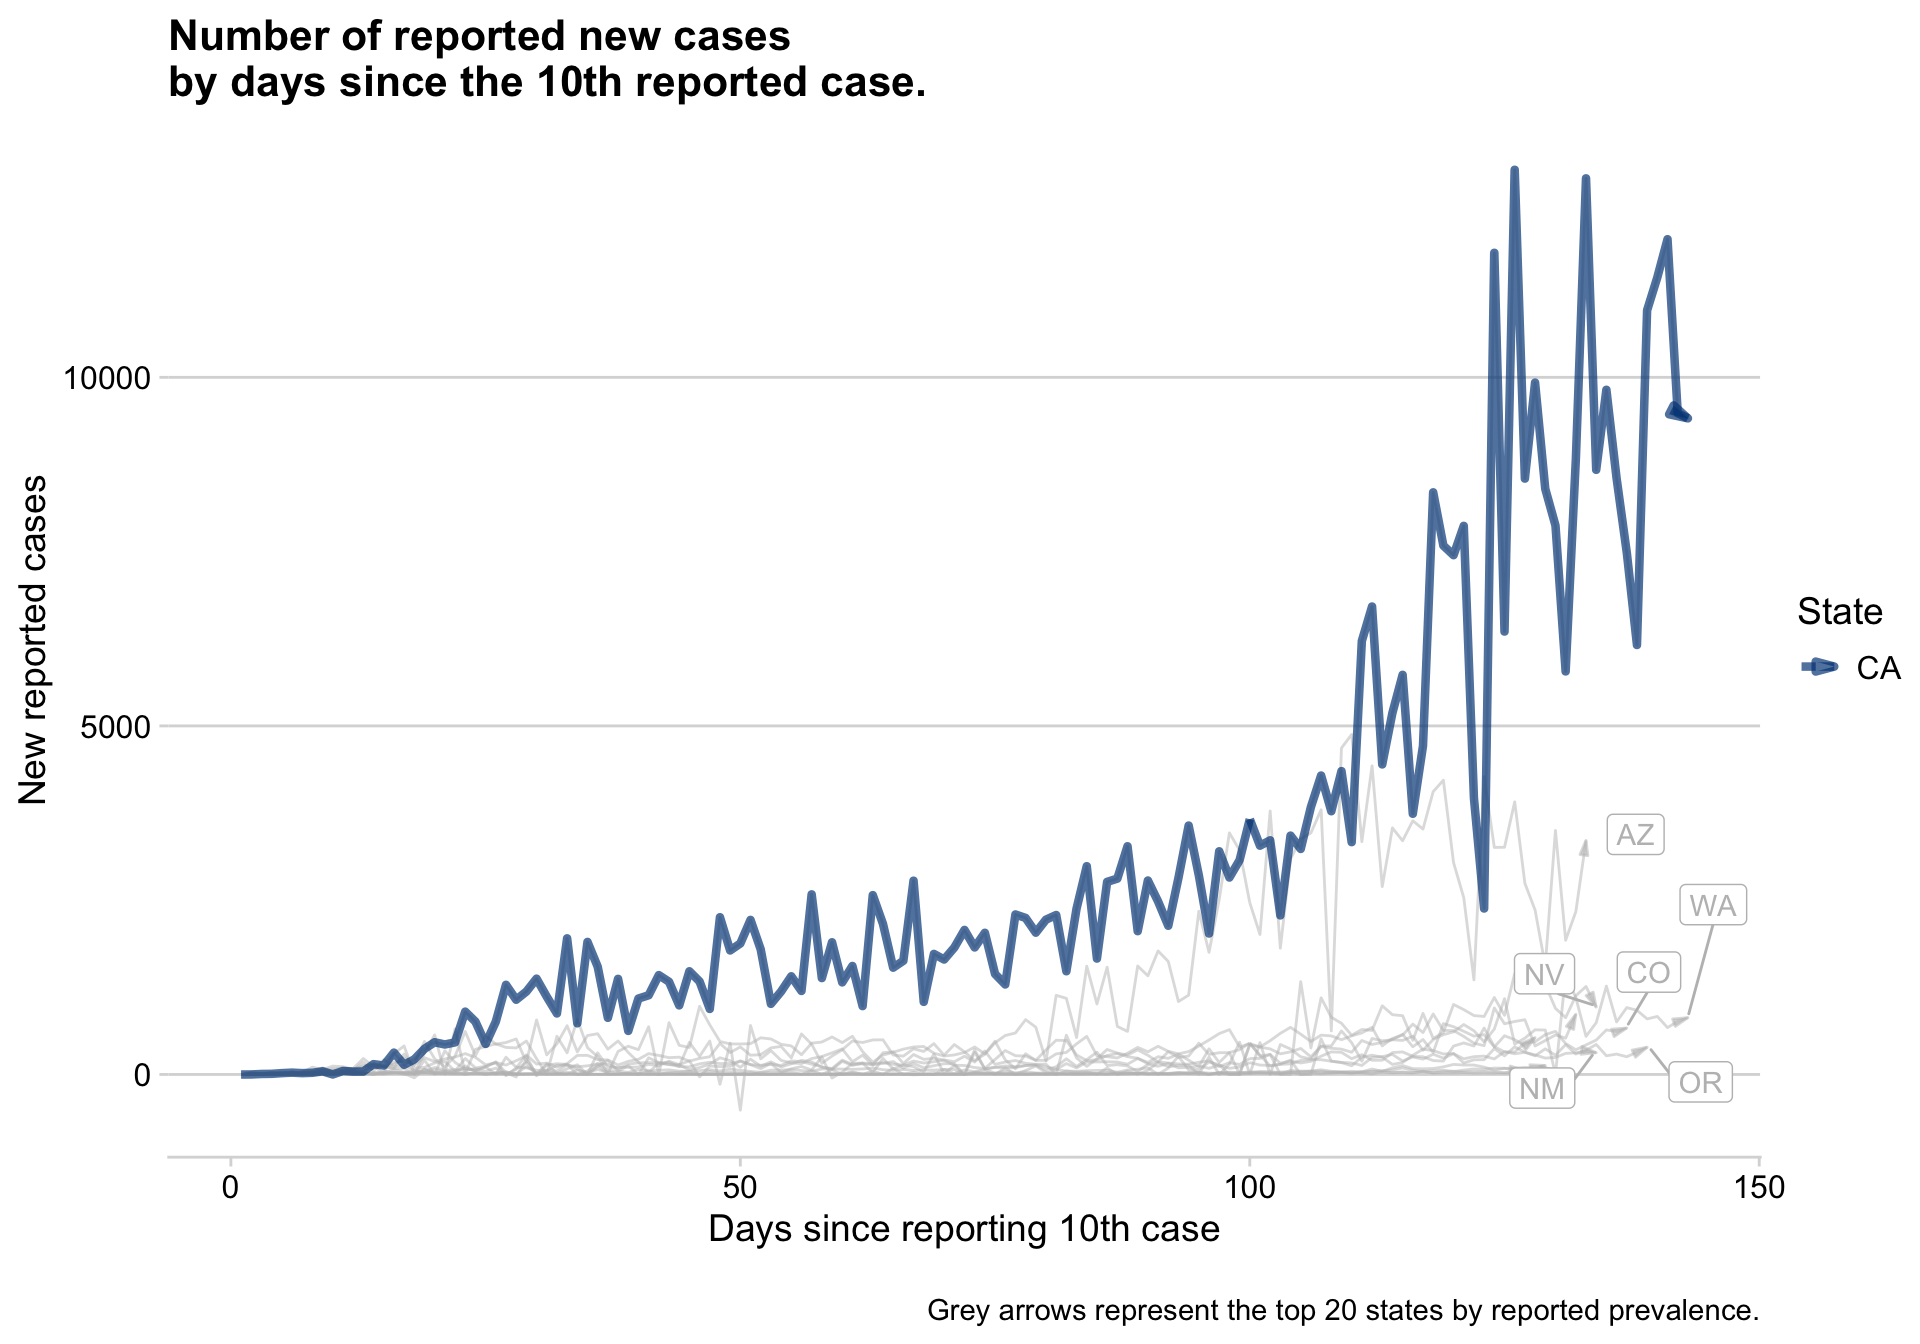 Number of reported new cases
by days since the 10th reported case.
10000
5000
0
New reported cases
AZ
WA
NV
CO
NM
OR
State
CA
0
50
100
150
Days since reporting 10th case
Grey arrows represent the top 20 states by reported prevalence.